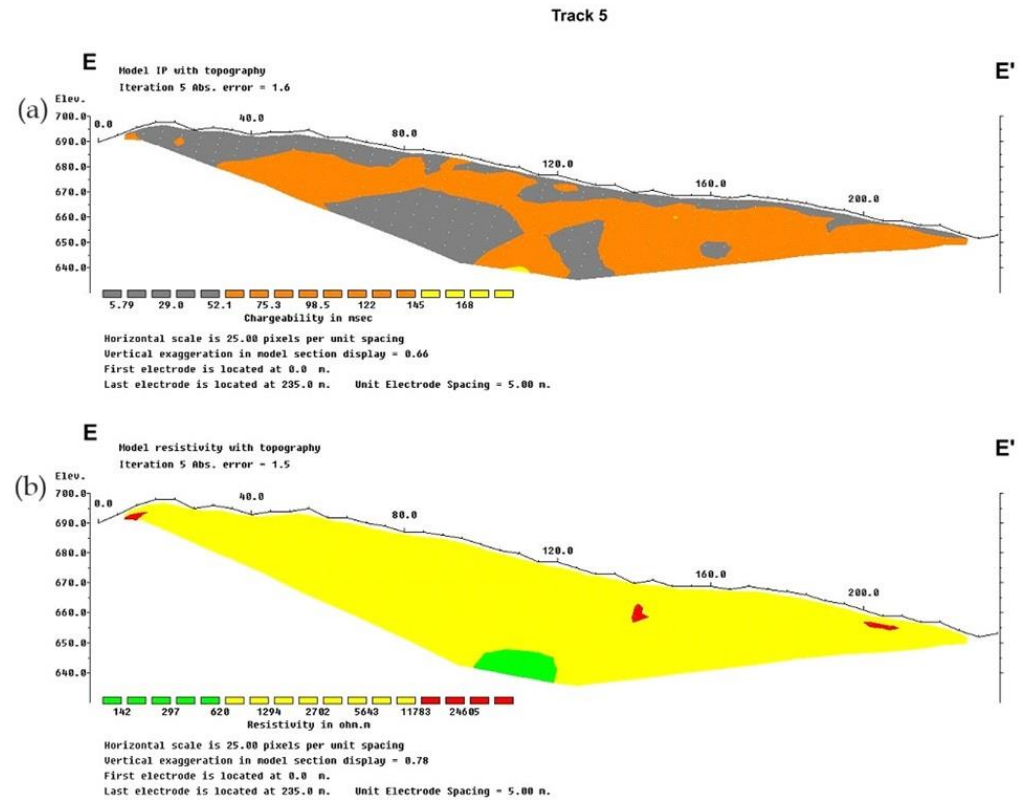 Track 5
E
E'
Model IP with topography
Iteration 5 Abs. error = 1.6
(a)
Elev.
700.0
690.0
680.0
670.0
660.0
650.0
640.0
0.0
40.0
80.0
120.0
160.0
200.0
5.79 29.0 52.1 75.3 98.5 122 145 168
Chargeability in msec
Horizontal scale is 25.00 pixels per unit spacing
Vertical exaggeration in model section display = 0.66
First electrode is located at 0.0 m.
Last electrode is located at 235.0 m. Unit Electrode Spacing = 5.00 m.
E
E'
Model resistivity with topography
Iteration 5 Abs. error = 1.5
(b)
Elev.
700.0
690.0
680.0
670.0
660.0
650.0
640.0
0.0
40.0
80.0
120.0
160.0
200.0
142 297 620 1294 2702 5643 11783 24605
Resistivity in ohm.m
Horizontal scale is 25.00 pixels per unit spacing
Vertical exaggeration in model section display = 0.78
First electrode is located at 0.0 m.
Last electrode is located at 235.0 m. Unit Electrode Spacing = 5.00 m.